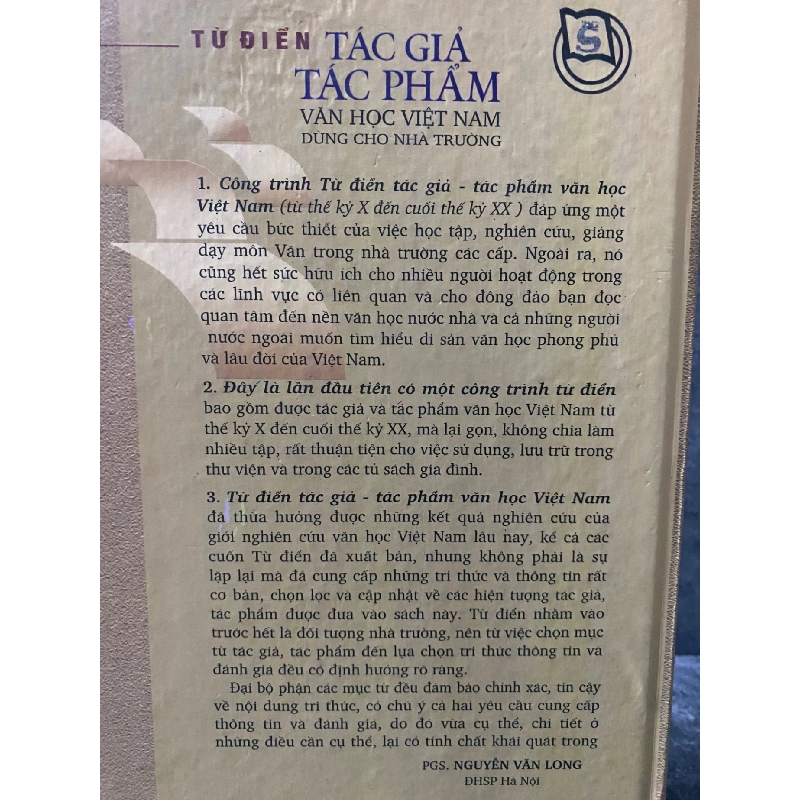 TỪ ĐIỂN TÁC GIẢ
TÁC PHẨM
VĂN HỌC VIỆT NAM
DÙNG CHO NHÀ TRƯỜNG
S
1. Công trình Từ điển tác giả - tác phẩm văn học
Việt Nam (từ thế kỷ X đến cuối thế kỷ XX ) đáp ứng một
yêu cầu bức thiết của việc học tập, nghiên cứu, giảng
dạy môn Văn trong nhà trường các cấp. Ngoài ra, nó
cũng hết sức hữu ích cho nhiều người hoạt động trong
các lĩnh vực có liên quan và cho đông đảo bạn đọc
quan tâm đến nền văn học nước nhà và cả những người
nước ngoài muốn tìm hiểu di sản văn học phong phú
và lâu đời của Việt Nam.
2. Đây là lần đầu tiên có một công trình từ điển
bao gồm được tác giả và tác phẩm văn học Việt Nam từ
thế kỷ X đến cuối thế kỷ XX, mà lại gọn, không chia làm
nhiều tập, rất thuận tiện cho việc sử dụng, lưu trữ trong
thư viện và trong các tủ sách gia đình.
3. Từ điển tác giả - tác phẩm văn học Việt Nam
đã thừa hưởng được những kết quả nghiên cứu của
giới nghiên cứu văn học Việt Nam lâu nay, kể cả các
cuốn Từ điển đã xuất bản, nhưng không phải là sự
lặp lại mà đã cung cấp những tri thức và thông tin rất
cơ bản, chọn lọc và cập nhật về các hiện tượng tác giả,
tác phẩm được đưa vào sách này. Từ điển nhằm vào
trước hết là đối tượng nhà trường, nên từ việc chọn mục
từ tác giả, tác phẩm đến lựa chọn tri thức thông tin và
đánh giá đều có định hướng rõ ràng.
Đại bộ phận các mục từ đều đảm bảo chính xác, tin cậy
về nội dung tri thức, có chú ý cả hai yêu cầu cung cấp
thông tin và đánh giá, do đó vừa cụ thể, chi tiết ở
những điều cần cụ thể, lại có tính chất khái quát trong
PGS. NGUYỄN VĂN LONG
ĐHSP Hà Nội